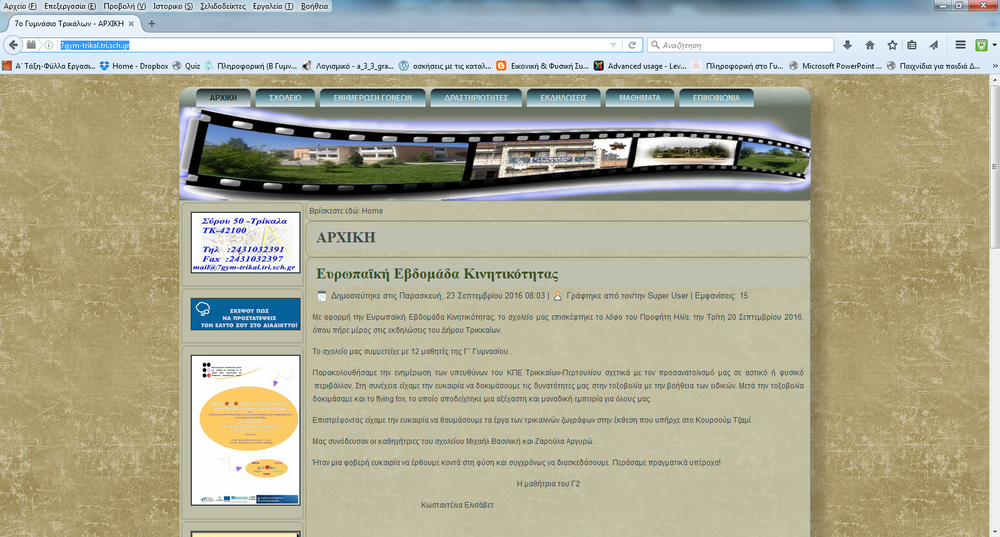 Αρχείο (F) Επεξεργασία (E) Προβολή (V) Ιστορικο (S) Σελιδοδείκτες Εργαλεία (T) Βοήθεια
7ο Γυμνάσιο Τρικάλων - ΑΡΧΙΚΗ
7gym-trikal.tri.sch.gr
Αναζήτηση
Α΄ Τάξη-Φύλλα Εργασι... Home - Dropbox Quiz Πληροφορική (Β Γυμν... Λογισμικό - a_3_3_gra... ασκήσεις με τις καταλ... Εικονική & Φυσική Συ... Advanced usage - Lev... Πληροφορική στο Γυ... Microsoft PowerPoint ... Παιχνίδια για παιδιά Δ...
ΑΡΧΙΚΗ ΣΧΟΛΕΙΟ ΕΝΗΜΕΡΩΣΗ ΓΟΝΕΩΝ ΔΡΑΣΤΗΡΙΟΤΗΤΕΣ ΕΚΔΗΛΩΣΕΙΣ ΜΑΘΗΜΑΤΑ ΕΠΙΚΟΙΝΩΝΙΑ
7ο ΓΥΜΝΑΣΙΟ
ΤΡΙΚΑΛΩΝ
Σύρου 50 -Τρίκαλα
ΤΚ-42100
Τηλ :2431032391
Fax :2431032397
mail@7gym-trikal.tri.sch.gr
ΣΚΕΨΟΥ ΠΩΣ
ΝΑ ΠΡΟΣΤΑΤΕΨΕΙΣ
ΤΟΝ ΕΑΥΤΟ ΣΟΥ ΣΤΟ ΔΙΑΔΙΚΤΥΟ!
Βρίσκεστε εδώ: Home
ΑΡΧΙΚΗ
Ευρωπαϊκή Εβδομάδα Κινητικότητας
Δημοσιεύτηκε στις Παρασκευή, 23 Σεπτεμβρίου 2016 08:03 | Γράφτηκε από τον/την Super User | Εμφανίσεις: 15
Με αφορμή την Ευρωπαϊκή Εβδομάδα Κινητικότητας, το σχολείο μας επισκέφτηκε το λόφο του Προφήτη Ηλία, την Τρίτη 20 Σεπτεμβρίου 2016,
όπου πήρε μέρος στις εκδηλώσεις του Δήμου Τρικκαίων.
Το σχολείο μας συμμετείχε με 12 μαθητές της Γ΄ Γυμνασίου .
Παρακολουθήσαμε την ενημέρωση των υπευθύνων του ΚΠΕ Τρικκαίων-Περτουλίου σχετικά με τον προσανατολισμό μας σε αστικό ή φυσικό
περιβάλλον. Στη συνέχεια είχαμε την ευκαιρία να δοκιμάσουμε τις δυνατότητες μας στην τοξοβολία με την βοήθεια των ειδικών. Μετά την τοξοβολία
δοκιμάσαμε και το flying fox, το οποίο αποδείχτηκε μια αξέχαστη και μοναδική εμπειρία για όλους μας.
Επιστρέφοντας είχαμε την ευκαιρία να θαυμάσουμε τα έργα των τρικαλινών ζωγράφων στην έκθεση που υπήρχε στο Κουρσούμ Τζαμί.
Μας συνόδευσαν οι καθηγήτριες του σχολείου Μιχαήλ Βασιλική και Ζαρούλα Αργυρώ.
Ήταν μια φοβερή ευκαιρία να έρθουμε κοντά στη φύση και συγχρόνως να διασκεδάσουμε. Περάσαμε πραγματικά υπέροχα!
Η μαθήτρια του Γ2
Κωσταντέλια Ελισάβετ